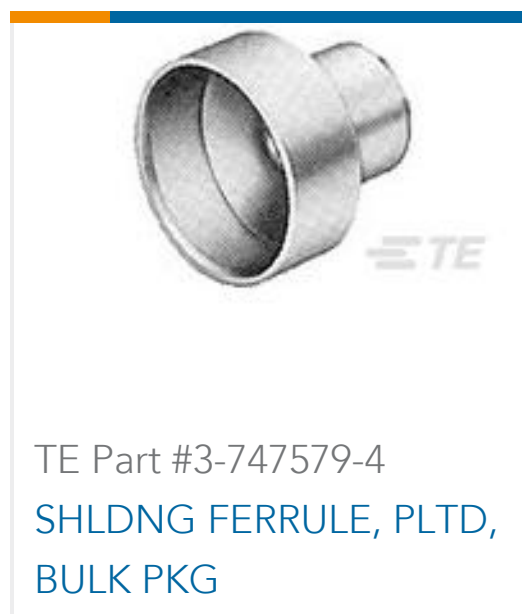 TE
TE Part #3-747579-4
SHLDNG FERRULE, PLTD,
BULK PKG